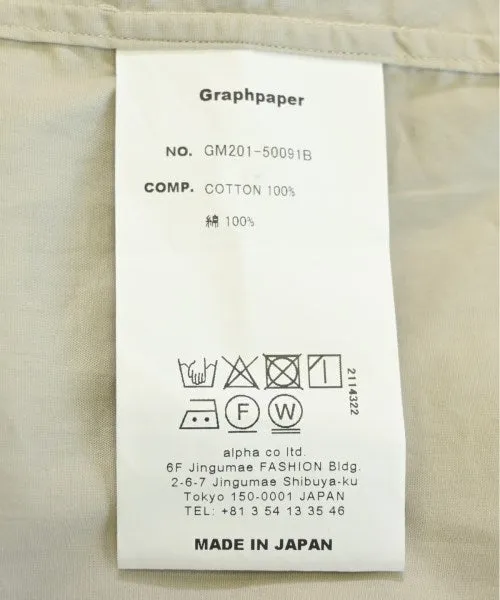 Graphpaper
NO. GM201-50091B
COMP. COTTON 100%
綿 100%
2114322
F W
alpha co ltd.
6F Jingumae FASHION Bldg.
2-6-7 Jingumae Shibuya-ku
Tokyo 150-0001 JAPAN
TEL: +81 3 54 13 35 46
MADE IN JAPAN